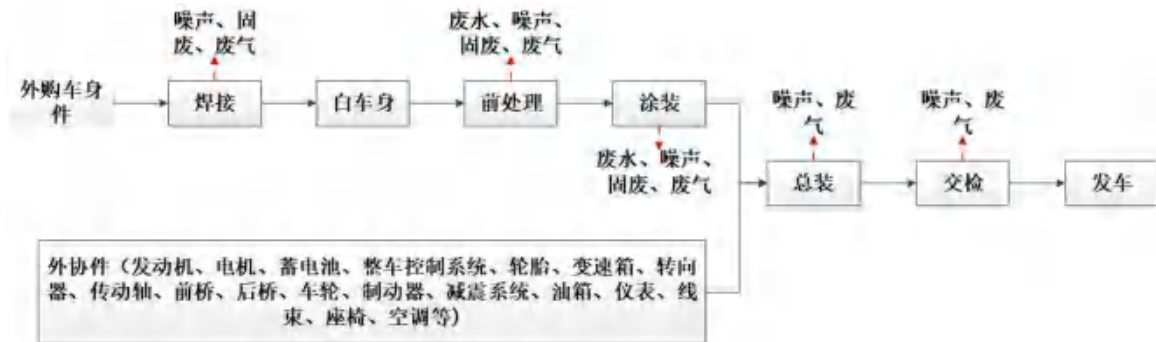 噪声、固
废、废气
废水、噪声、
固废、废气
外购车身
件
焊接
白车身
前处理
涂装
噪声、废
气
噪声、废
气
废水、噪声、
固废、废气
总装
交检
发车
外协件（发动机、电机、蓄电池、整车控制系统、轮胎、变速箱、转向
器、传动轴、前桥、后桥、车轮、制动器、减震系统、油箱、仪表、线
束、座椅、空调等)